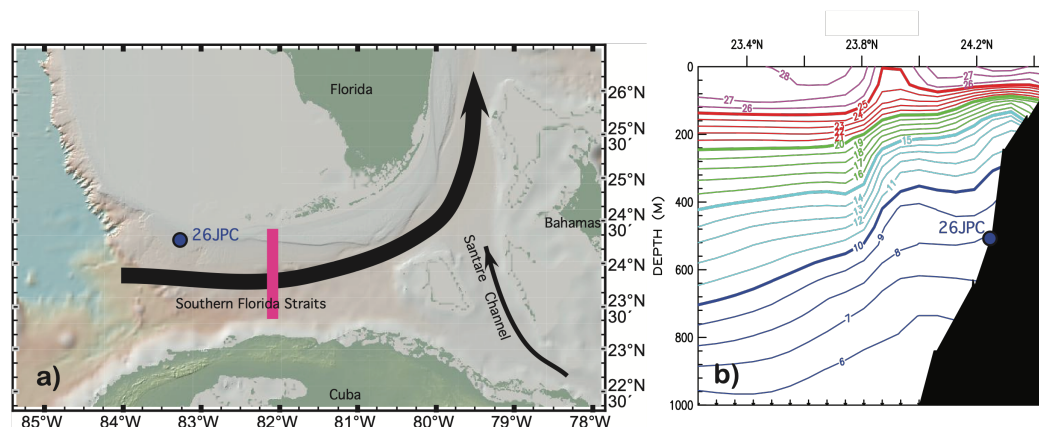 Florida
Bahamas
26JPC
Santare Channel
Southern Florida Straits
Cuba
a)
26°N
25°N
30′
25°N
24°N
30′
24°N
23°N
30′
23°N
22°N
30′
85°W
84°W
83°W
82°W
81°W
80°W
79°W
78°W
23.4°N
23.8°N
24.2°N
0
200
400
600
800
1000
DEPTH (M)
28
27
26
27
26
25
24
23
22
21
20
19
18
17
16
15
14
13
12
11
10
9
8
7
6
26JPC
b)